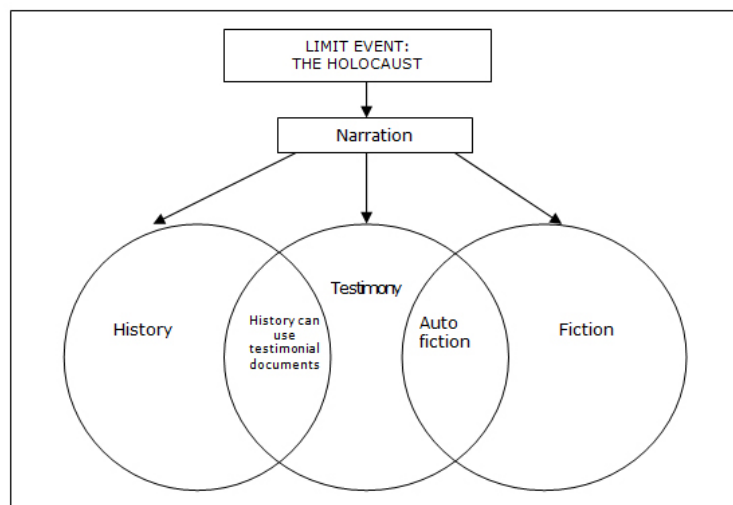 LIMIT EVENT:
THE HOLOCAUST
Narration
History
History can
use
testimonial
documents
Testimony
Auto
fiction
Fiction